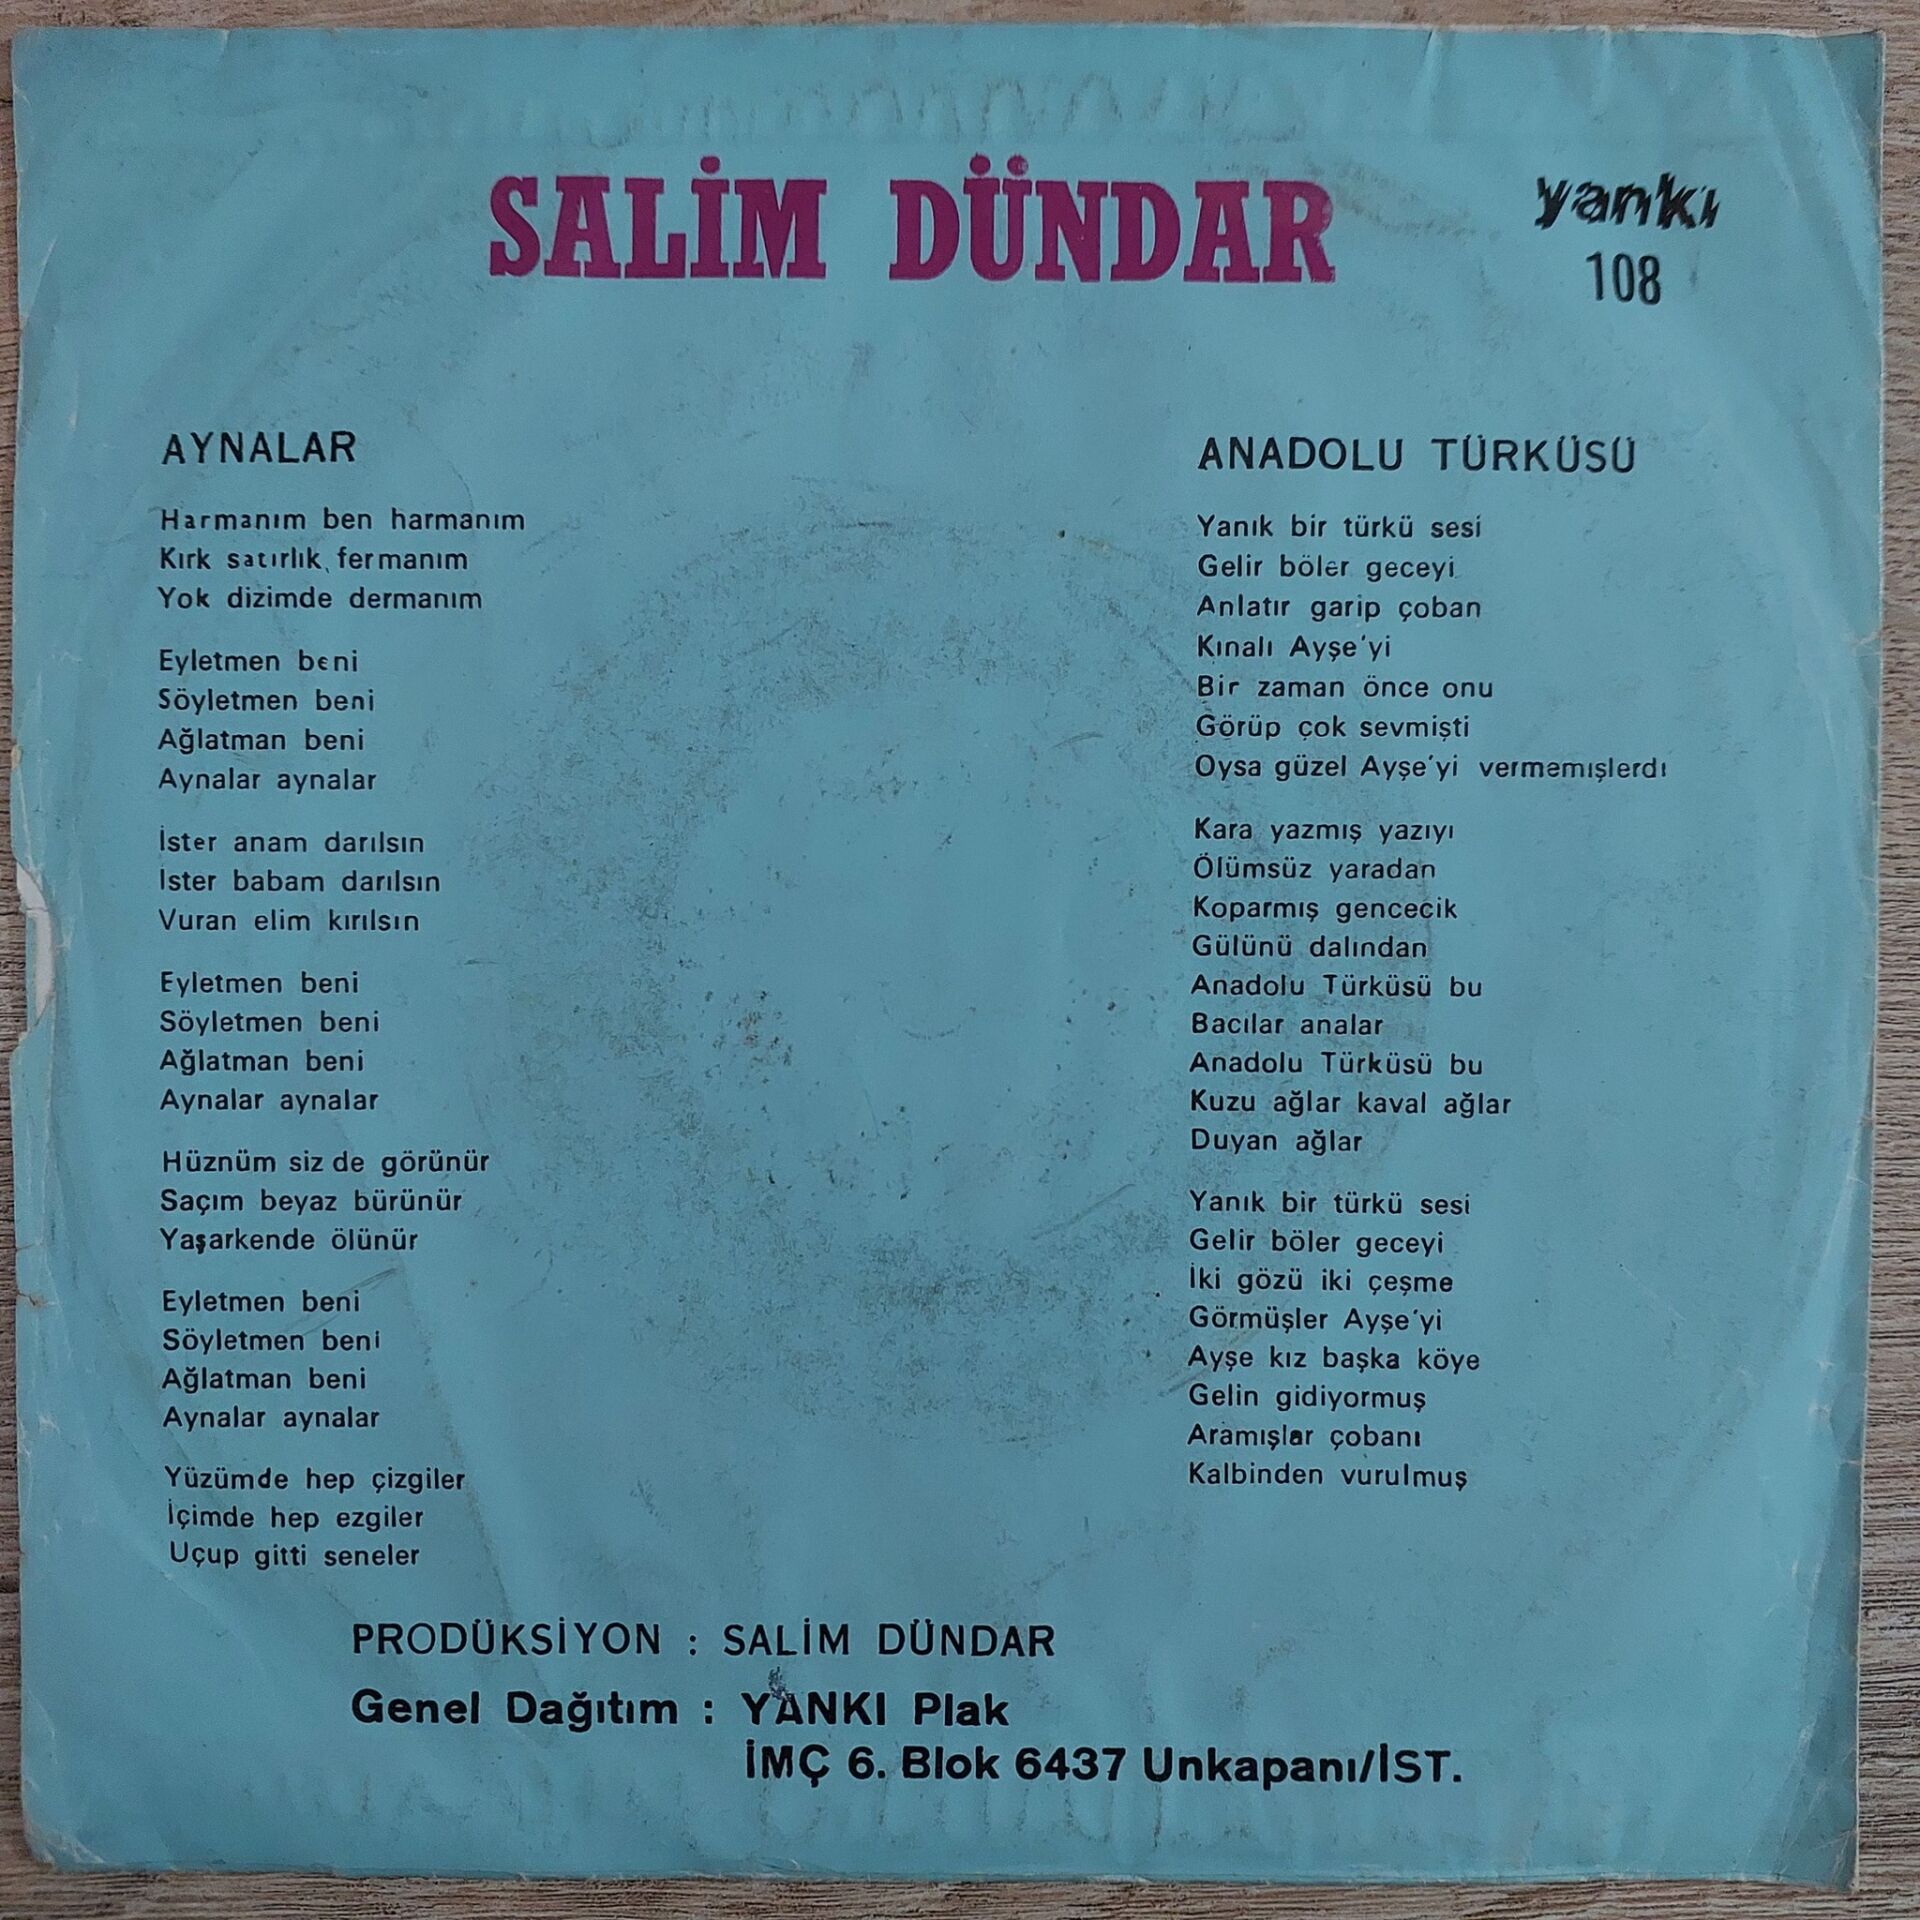 SALİM DÜNDAR
yankı
108
AYNALAR
Harmanım ben harmanım
Kırk satırlık fermanım
Yok dizimde dermanım
Eyletmen beni
Söyletmen beni
Ağlatman beni
Aynalar aynalar
İster anam darılsın
İster babam darılsın
Vuran elim kırılsın
Eyletmen beni
Söyletmen beni
Ağlatman beni
Aynalar aynalar
Hüznüm siz de görünür
Saçım beyaz bürünür
Yaşarkende ölünür
Eyletmen beni
Söyletmen beni
Ağlatman beni
Aynalar aynalar
Yüzümde hep çizgiler
İçimde hep ezgiler
Uçup gitti seneler
ANADOLU TÜRKÜSÜ
Yanık bir türkü sesi
Gelir böler geceyi
Anlatır garip çoban
Kınalı Ayşe'yi
Bir zaman önce onu
Görüp çok sevmişti
Oysa güzel Ayşe'yi vermemişlerdi
Kara yazmış yazıyı
Ölümsüz yaradan
Koparmış gencecik
Gülünü dalından
Anadolu Türküsü bu
Bacılar analar
Anadolu Türküsü bu
Kuzu ağlar kaval ağlar
Duyan ağlar
Yanık bir türkü sesi
Gelir böler geceyi
İki gözü iki çeşme
Görmüşler Ayşe'yi
Ayşe kız başka köye
Gelin gidiyormuş
Aramışlar çobanı
Kalbinden vurulmuş
PRODÜKSİYON : SALİM DÜNDAR
Genel Dağıtım : YANKI Plak
İMÇ 6. Blok 6437 Unkapanı/İST.